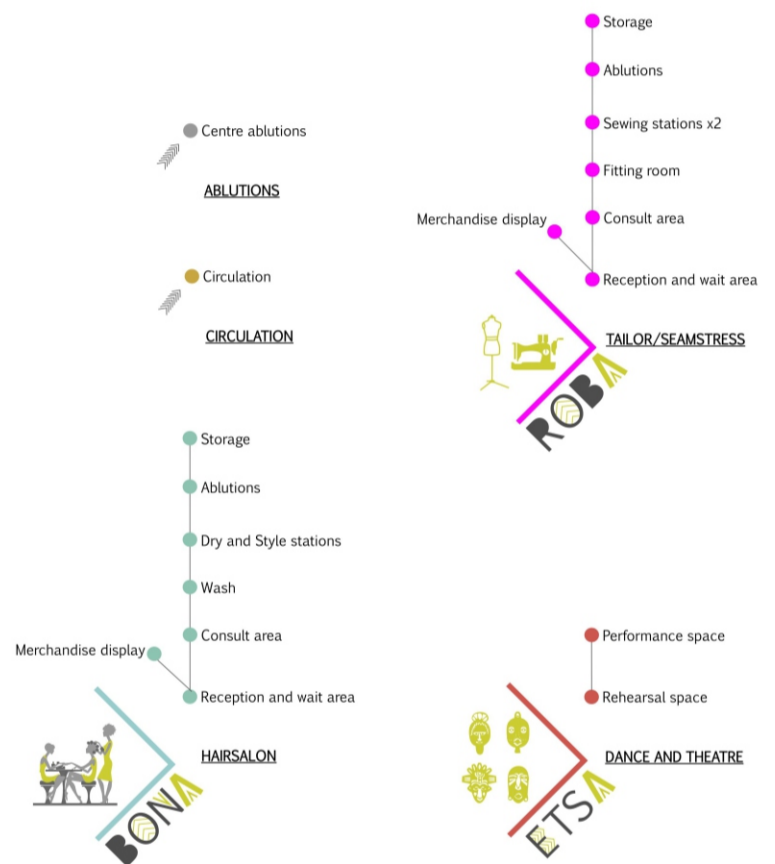 Centre ablutions
ABLUTIONS
Circulation
CIRCULATION
Storage
Ablutions
Sewing stations x2
Fitting room
Consult area
Merchandise display
Reception and wait area
TAILOR/SEAMSTRESS
ROBA
Storage
Ablutions
Dry and Style stations
Wash
Consult area
Merchandise display
Reception and wait area
HAIRSALON
BONA
Performance space
Rehearsal space
DANCE AND THEATRE
ETSA